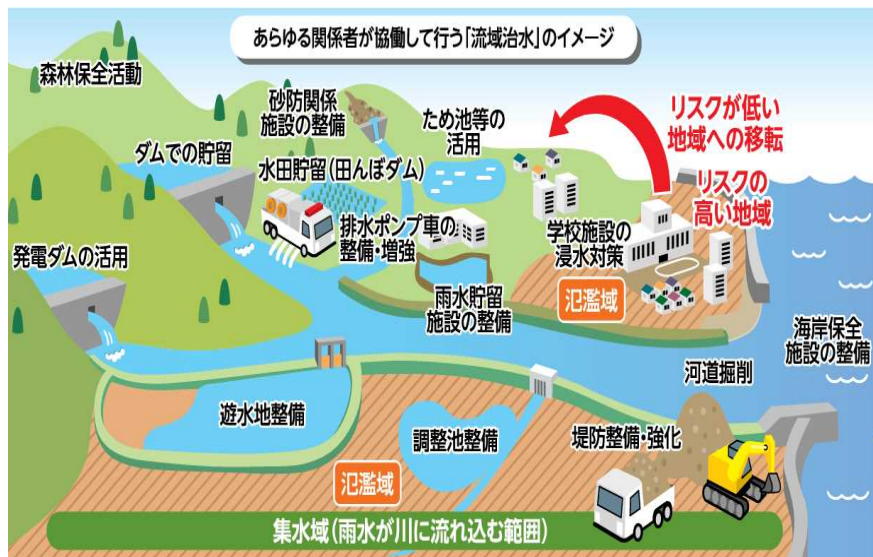 あらゆる関係者が協働して行う「流域治水」のイメージ
森林保全活動
砂防関係
施設の整備
ため池等の
活用
リスクが低い
地域への移転
ダムでの貯留
水田貯留(田んぼダム)
リスクの
高い地域
排水ポンプ車の
整備・増強
学校施設の
浸水対策
発電ダムの活用
雨水貯留
施設の整備
氾濫域
海岸保全
施設の整備
河道掘削
遊水地整備
調整池整備
堤防整備・強化
氾濫域
集水域(雨水が川に流れ込む範囲)